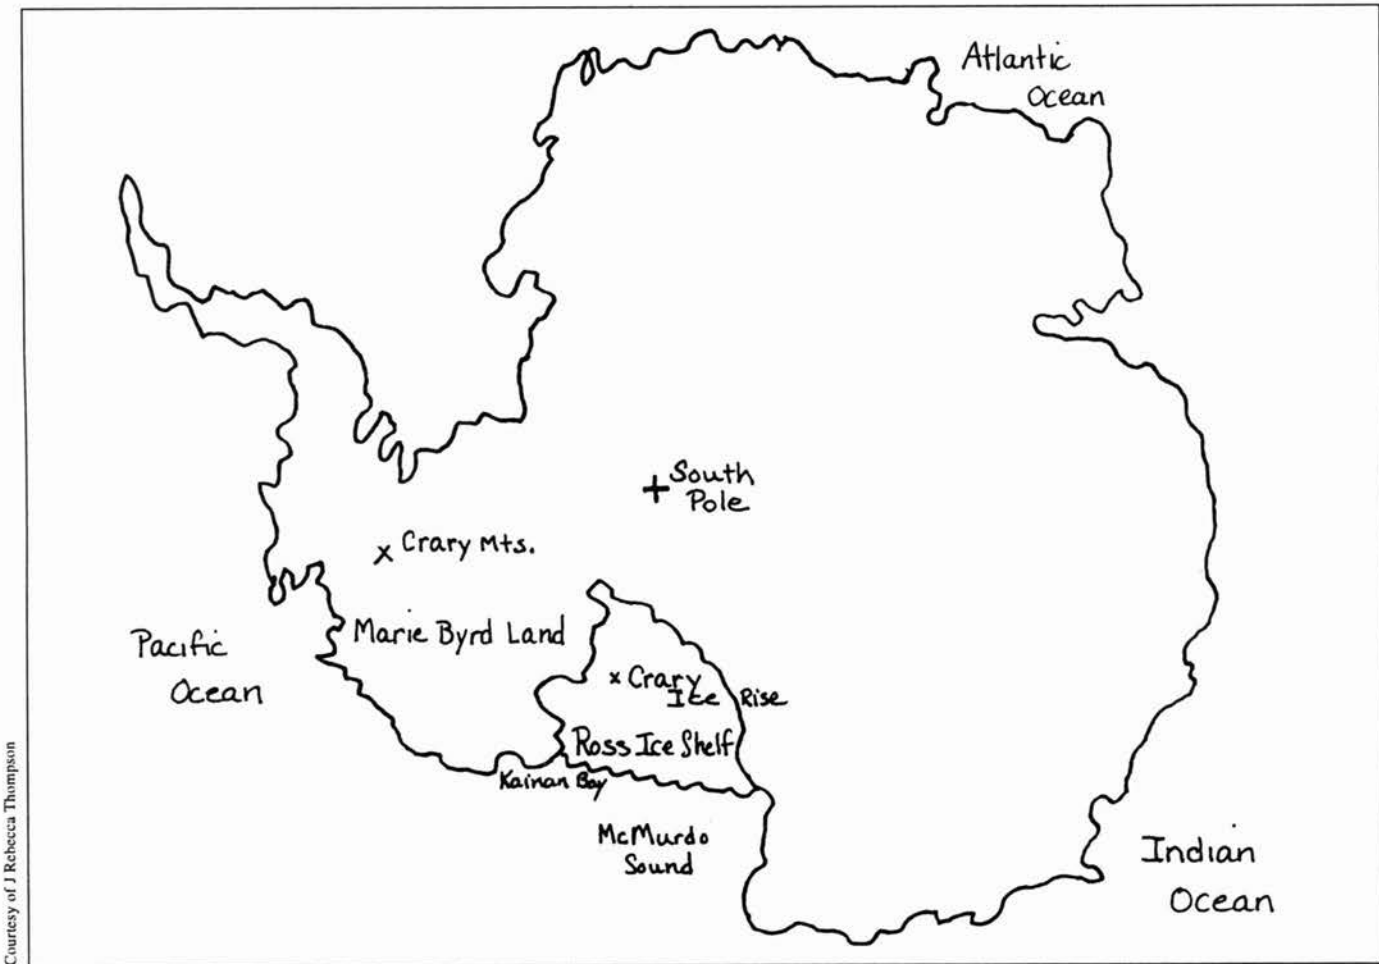 Atlantic
Ocean
South
Pole
Crary Mts.
Marie Byrd Land
Pacific
Ocean
Crary
Ice Rise
Ross Ice Shelf
Kainan Bay
McMurdo
Sound
Indian
Ocean
Courtesy of J Rebecca Thompson